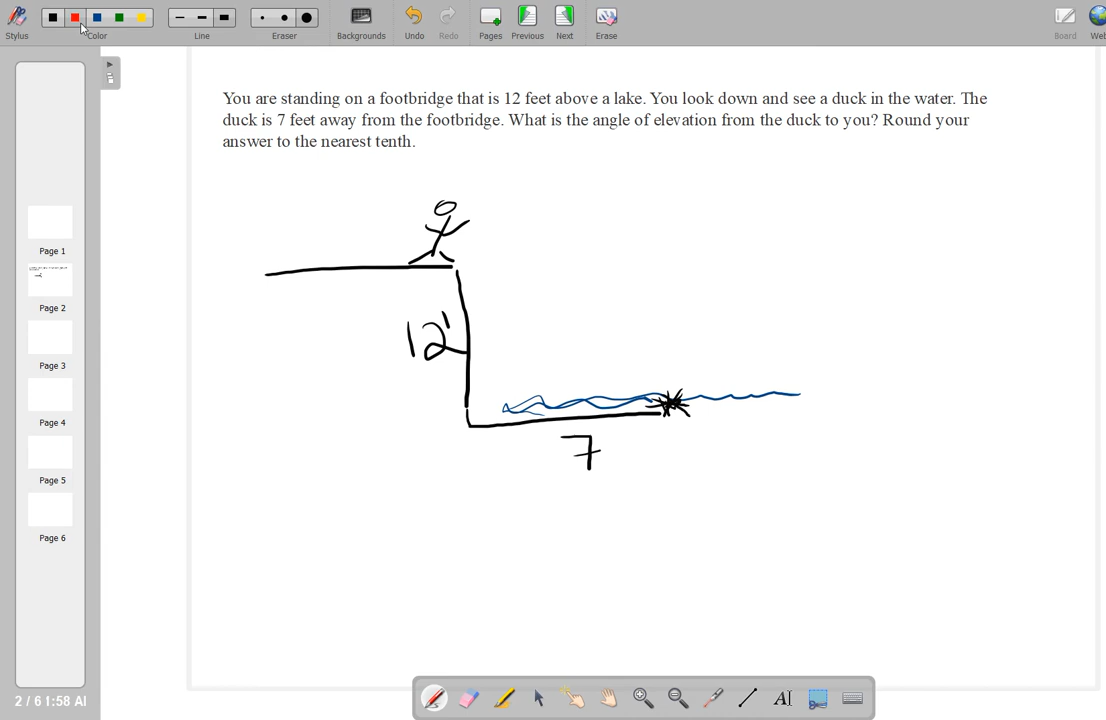 Stylus
Color
Line
Eraser
Backgrounds
Undo
Redo
Pages
Previous
Next
Erase
Board
Web
You are standing on a footbridge that is 12 feet above a lake. You look down and see a duck in the water. The
duck is 7 feet away from the footbridge. What is the angle of elevation from the duck to you? Round your
answer to the nearest tenth.
12'
7
Page 1
Page 2
Page 3
Page 4
Page 5
Page 6
2 / 6 1:58 AI